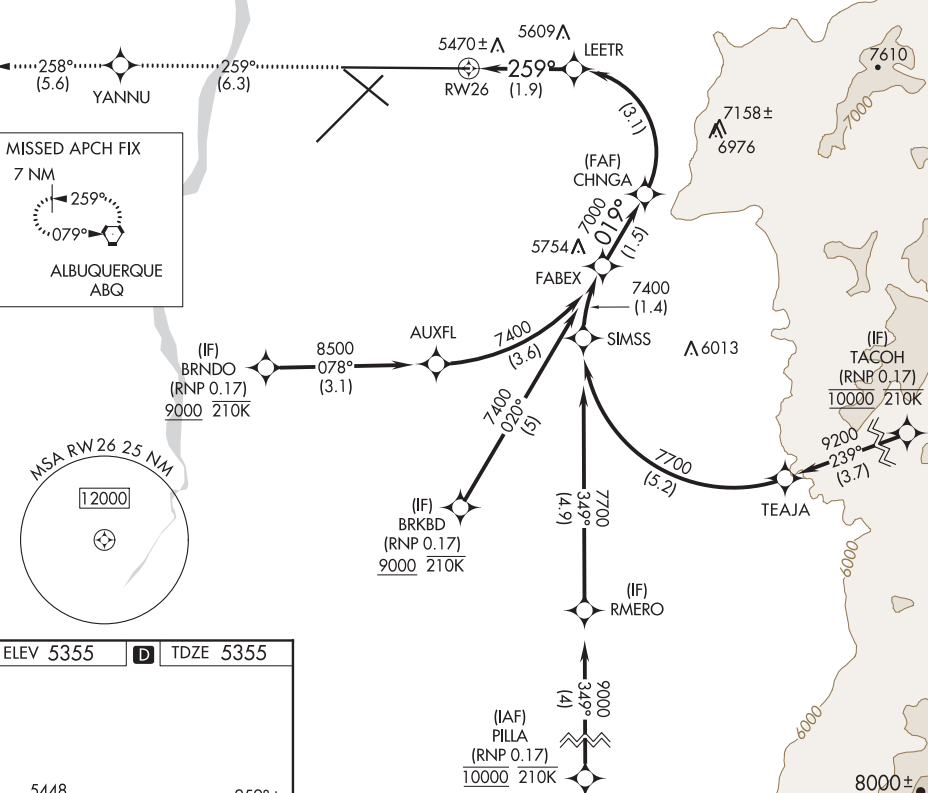 5609
5470±
LEETR
7610
258°
(5.6)
259°
(6.3)
259°
(1.9)
RW26
YANNU
7000
7158±
6976
(3.1)
MISSED APCH FIX
7 NM
259°
079°
ALBUQUERQUE
ABQ
(FAF)
CHNGA
7000
019°
(1.5)
5754
FABEX
7400
(1.4)
AUXFL
7400
(3.6)
SIMSS
6013
(IF)
BRNDO
(RNP 0.17)
9000 210K
8500
078°
(3.1)
(IF)
TACOH
(RNP 0.17)
10000 210K
7400
020°
(5)
9200
239°
(3.7)
MSA RW26 25 NM
12000
7700
(5.2)
TEAJA
7700
349°
(4.9)
(IF)
BRKBD
(RNP 0.17)
9000 210K
6000
(IF)
RMERO
ELEV 5355
D
TDZE 5355
9000
349°
(4)
(IAF)
PILLA
(RNP 0.17)
10000 210K
6000
8000±
5448